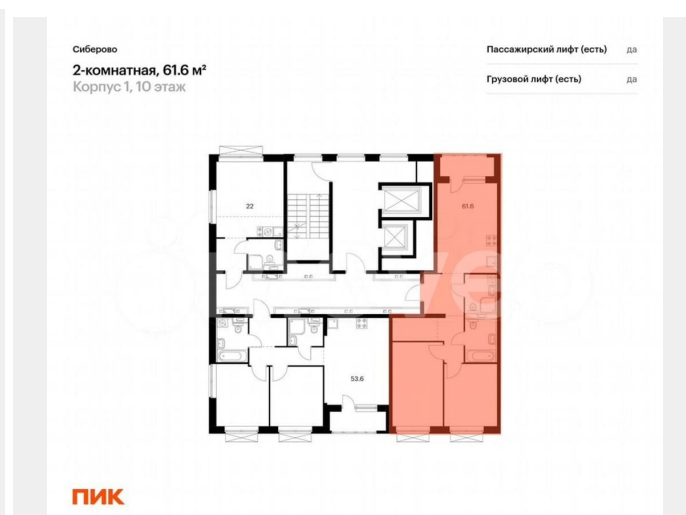 Сиберово
2-комнатная, 61.6 м²
Корпус 1, 10 этаж
Пассажирский лифт (есть) да
Грузовой лифт (есть) да
22
61.6
53.6
ПИК